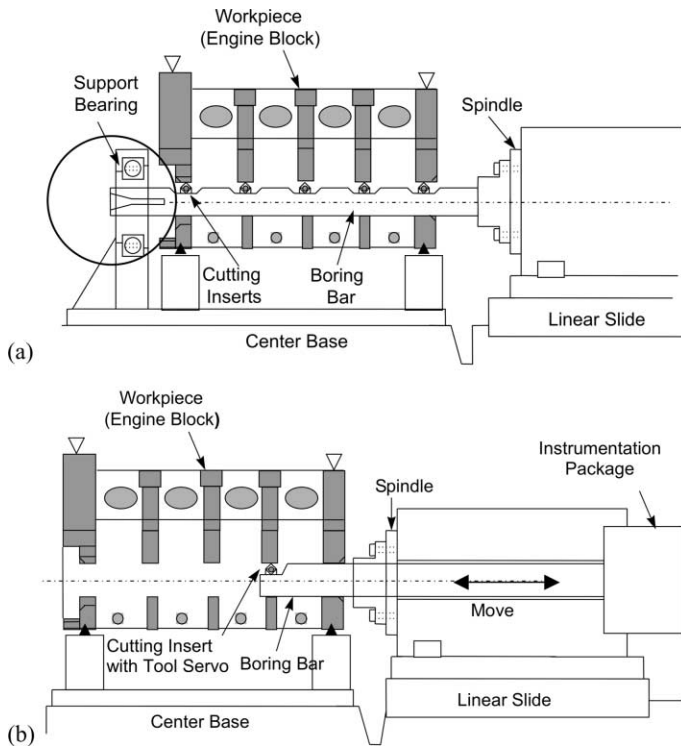 Workpiece
(Engine Block)
Support
Bearing
Spindle
Cutting
Inserts
Boring
Bar
Linear Slide
Center Base
(a)
Workpiece
(Engine Block)
Instrumentation
Package
Spindle
Move
Cutting Insert
with Tool Servo
Boring Bar
Linear Slide
Center Base
(b)